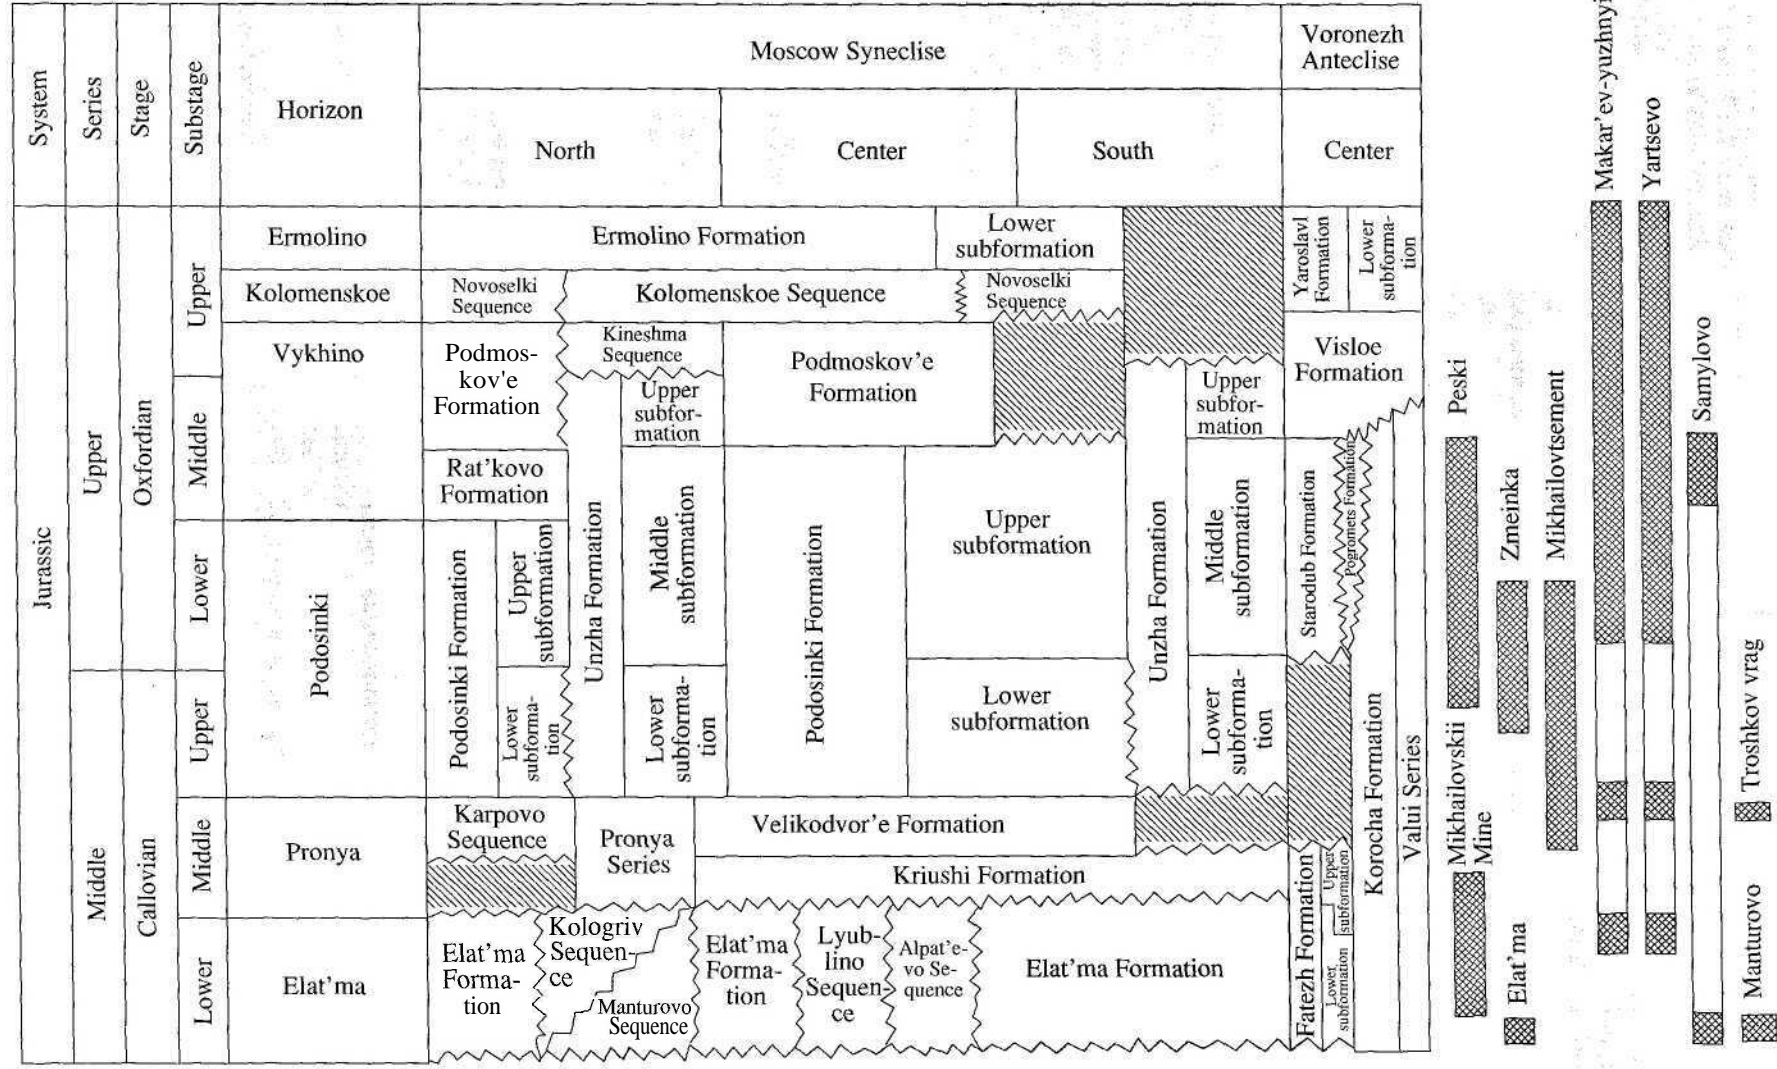 System
Series
Stage
Substage
Horizon
Moscow Syneclise
Voronezh
Anteclise
North
Center
South
Center
Jurassic
Upper
Middle
Oxfordian
Callovian
Upper
Middle
Lower
Upper
Middle
Lower
Ermolino
Kolomenskoe
Vykhino
Podosinki
Pronya
Elat'ma
Ermolino Formation
Lower
subformation
Novoselki
Sequence
Kolomenskoe Sequence
Novoselki
Sequence
Podmos-
kov'e
Formation
Kineshma
Sequence
Podmoskov'e
Formation
Upper
subfor-
mation
Rat'kovo
Formation
Podosinki Formation
Upper
subformation
Lower
subforma-
tion
Unzha Formation
Middle
subformation
Lower
subforma-
tion
Podosinki Formation
Upper
subformation
Lower
subformation
Unzha Formation
Upper
subfor-
mation
Middle
subformation
Lower
subforma-
tion
Karpovo
Sequence
Pronya
Series
Velikodvor'e Formation
Kriushi Formation
Elat'ma
Forma-
tion
Kologriv
Sequen-
ce
Manturovo
Sequence
Elat'ma
Forma-
tion
Lyub-
lino
Sequen-
ce
Alpat'e-
vo Se-
quence
Elat'ma Formation
Yaroslavl
Formation
Lower
subforma-
tion
Visloe
Formation
Starodub Formation
Pogromets Formation
Fatezh Formation
Upper
subformation
Lower
subformation
Korocha Formation
Valui Series
Peski
Mikhailovskii
Mine
Zneinka
Elat'ma
Mikhailovtsement
Makar'ev-yuzhnyi
Yartsevo
Samylovo
Troshkov vrag
Manturovo